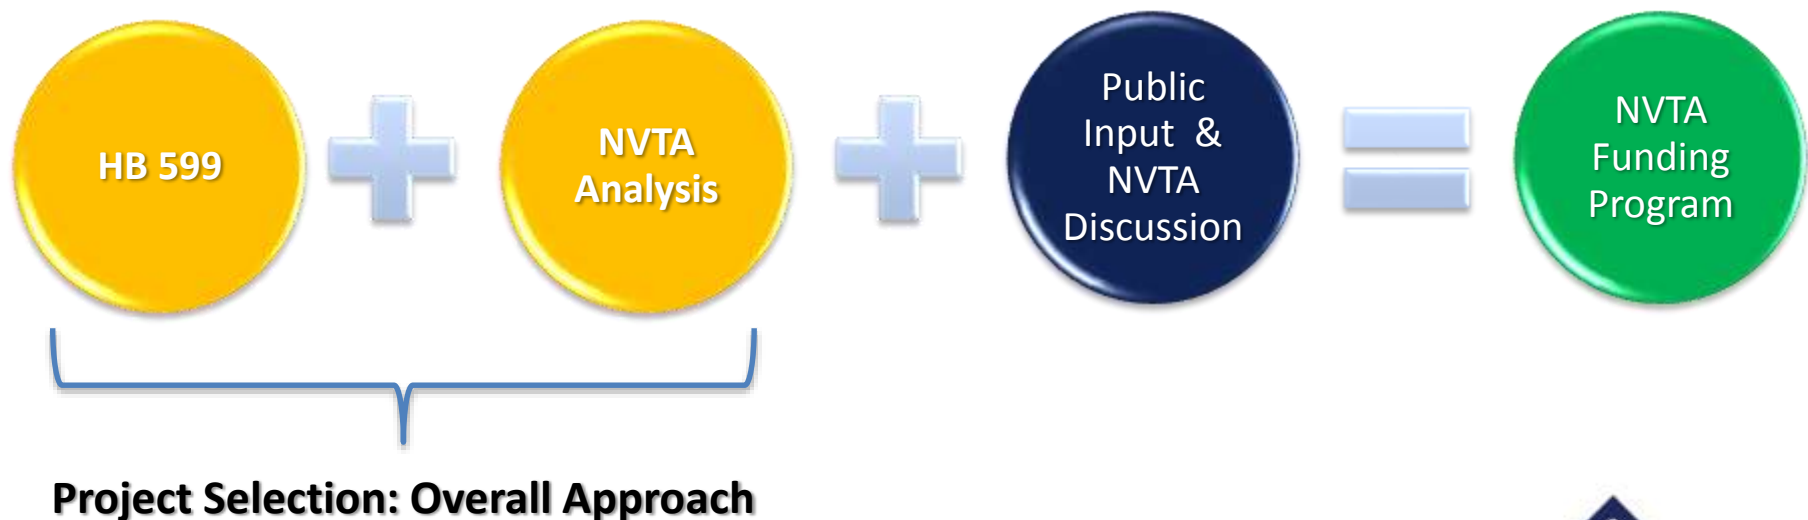 HB 599
NVTA
Analysis
Public
Input & 
NVTA
Discussion
NVTA
Funding
Program
Project Selection: Overall Approach